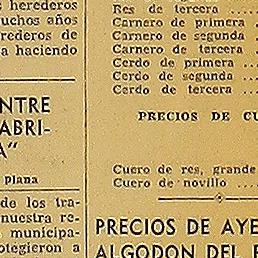 herederos
uchos años
rederos de
a haciendo
ENTRE
ABRI-
A"
plana
de los tra-
nuestra re-
municipa-
otegieron a
Res de tercera ...
Carnero de primera
Carnero de segunda
Carnero de tercera
Cerdo de primera ...
Cerdo de segunda ...
Cerdo de tercera ...
PRECIOS DE CU
Cuero de res, grande
Cuero de novillo ....
PRECIOS DE AYE
ALGODON DEL